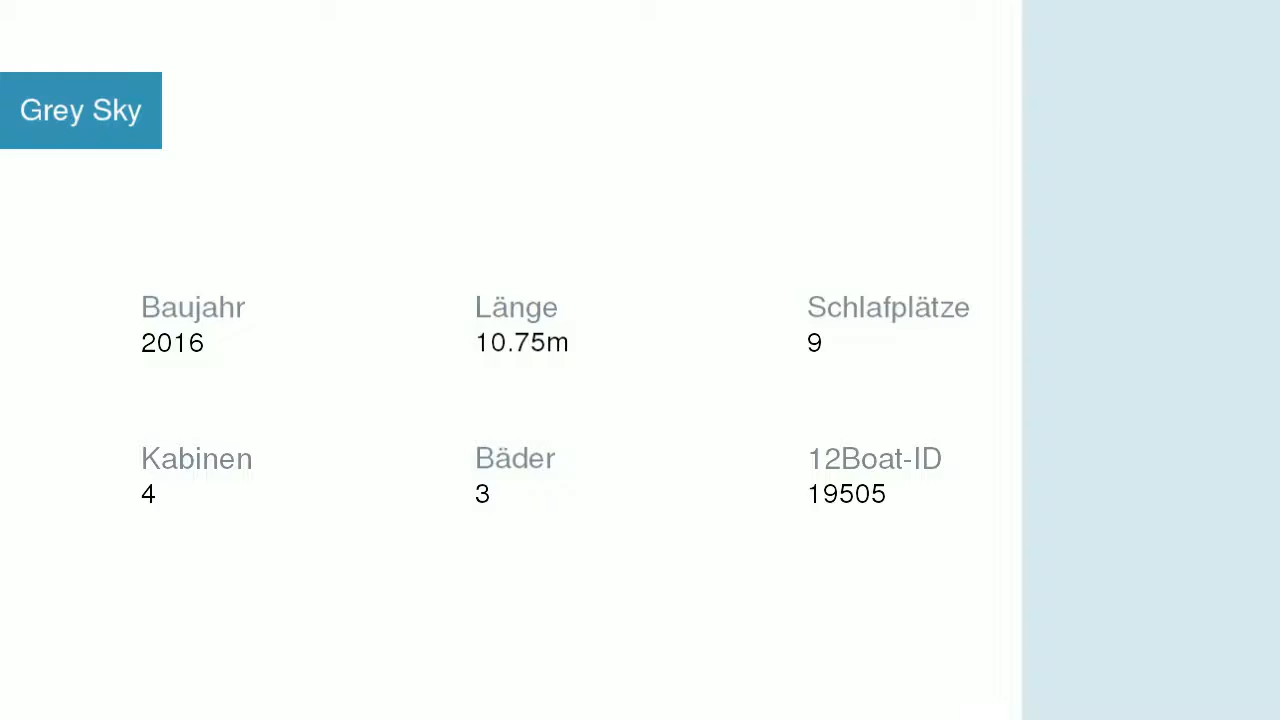 Grey Sky
Baujahr
2016
Länge
10.75m
Schlafplätze
9
Kabinen
4
Bäder
3
12Boat-ID
19505